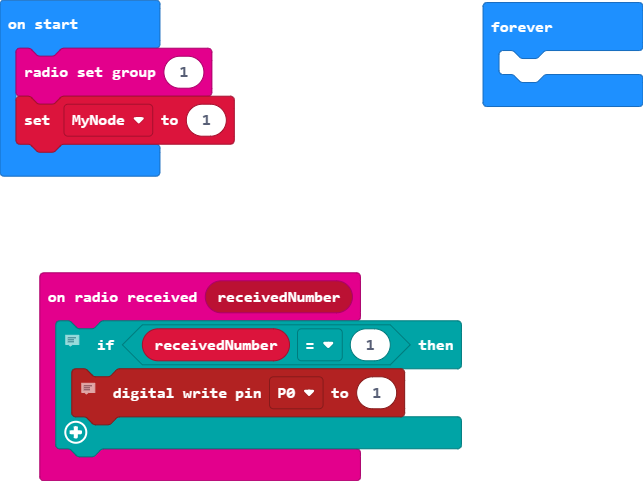 on start
forever
radio set group 1
set MyNode to 1
on radio received receivedNumber
if receivedNumber = 1 then
digital write pin P0 to 1